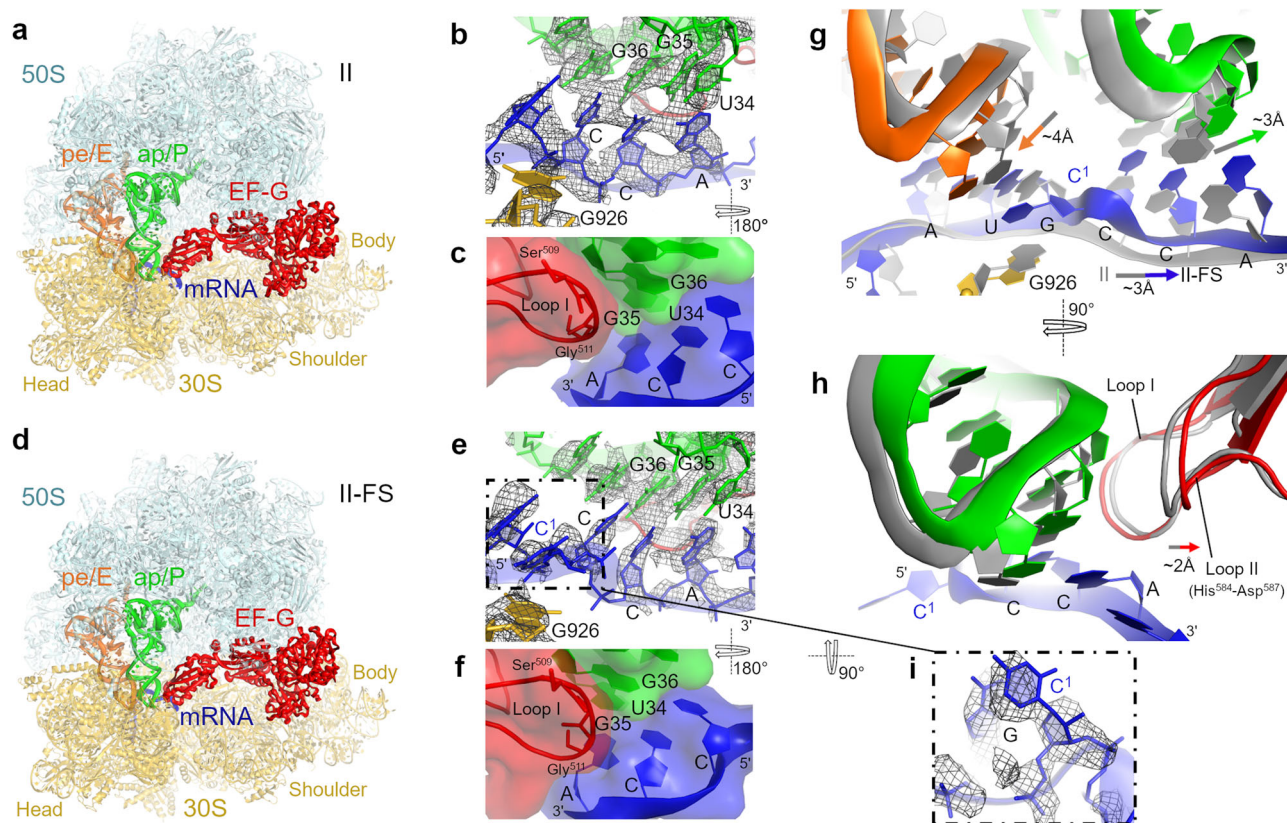 a
50S
II
pe/E
ap/P
EF-G
Body
mRNA
Shoulder
Head
30S
b
G36
G35
U34
C
5'
C
A
3'
G926
180°
c
Ser⁵⁰⁹
G36
Loop I
G35
U34
Gly⁵¹¹
3'
A
C
C
5'
d
50S
II-FS
pe/E
ap/P
EF-G
Body
mRNA
Shoulder
Head
30S
e
G36
G35
U34
C
C¹
5'
A
C
3'
G926
180°
90°
f
Ser⁵⁰⁹
G36
Loop I
U34
G35
Gly⁵¹¹
A
C
C
5'
3'
g
~4Å
~3Å
C¹
A
U
G
C
C
A
3'
5'
G926
II
II-FS
~3Å
90°
h
Loop I
~2Å
Loop II
(His⁵⁸⁴-Asp⁵⁸⁷)
5'
C¹
C
C
A
3'
i
C¹
G